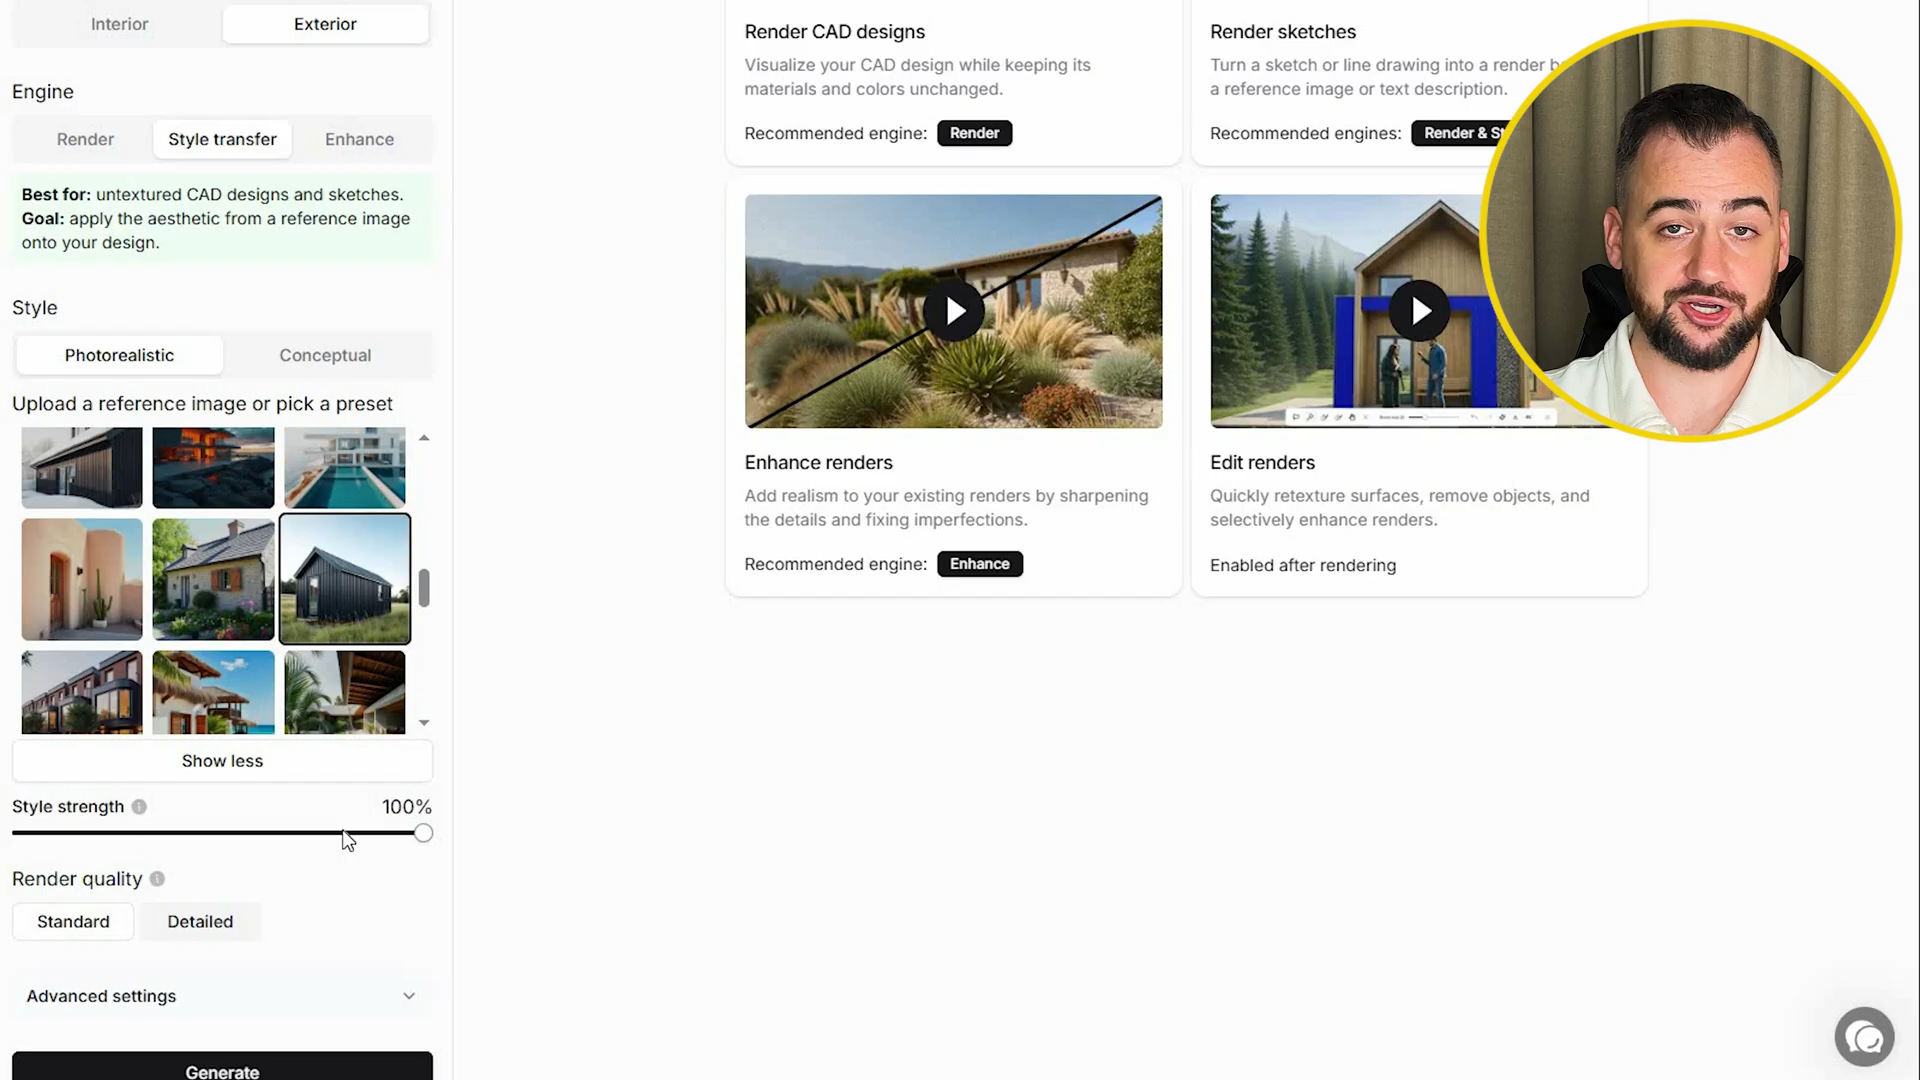 Interior
Exterior
Engine
Render
Style transfer
Enhance
Best for: untextured CAD designs and sketches.
Goal: apply the aesthetic from a reference image
onto your design.
Style
Photorealistic
Conceptual
Upload a reference image or pick a preset
Show less
Style strength
100%
Render quality
Standard
Detailed
Advanced settings
Generate
Render CAD designs
Visualize your CAD design while keeping its
materials and colors unchanged.
Recommended engine: Render
Render sketches
Turn a sketch or line drawing into a render
a reference image or text description.
Recommended engines: Render &
Enhance renders
Add realism to your existing renders by sharpening
the details and fixing imperfections.
Recommended engine: Enhance
Edit renders
Quickly retexture surfaces, remove objects, and
selectively enhance renders.
Enabled after rendering